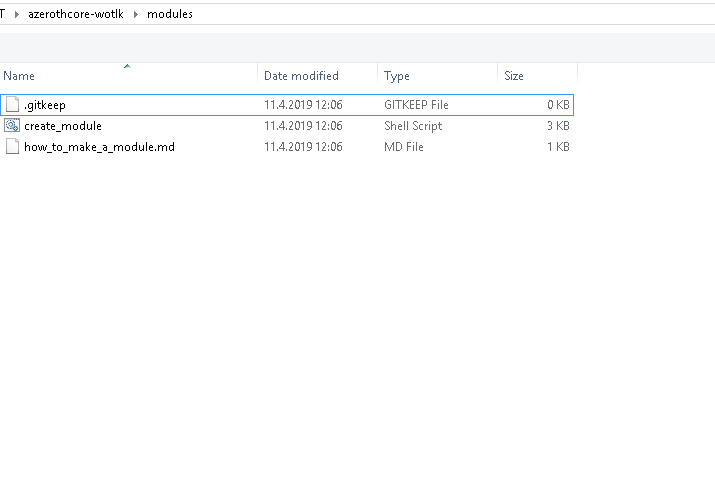 T > azerothcore-wotlk > modules
Name Date modified Type Size
.gitkeep 11.4.2019 12:06 GITKEEP File 0 KB
create_module 11.4.2019 12:06 Shell Script 3 KB
how_to_make_a_module.md 11.4.2019 12:06 MD File 1 KB